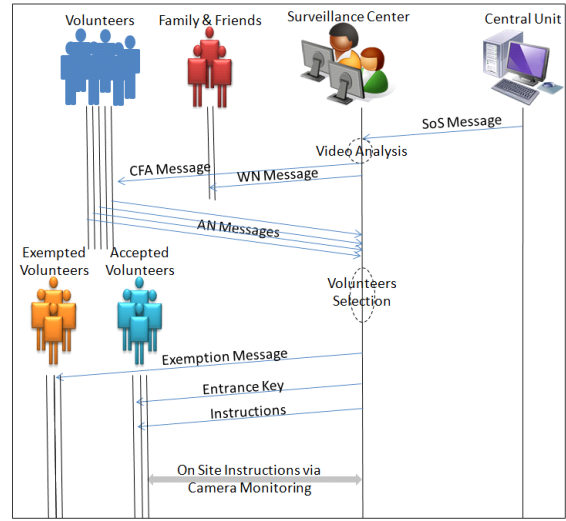 Volunteers
Family & Friends
Surveillance Center
Central Unit
SoS Message
Video Analysis
CFA Message
WN Message
AN Messages
Exempted
Volunteers
Accepted
Volunteers
Volunteers
Selection
Exemption Message
Entrance Key
Instructions
On Site Instructions via
Camera Monitoring